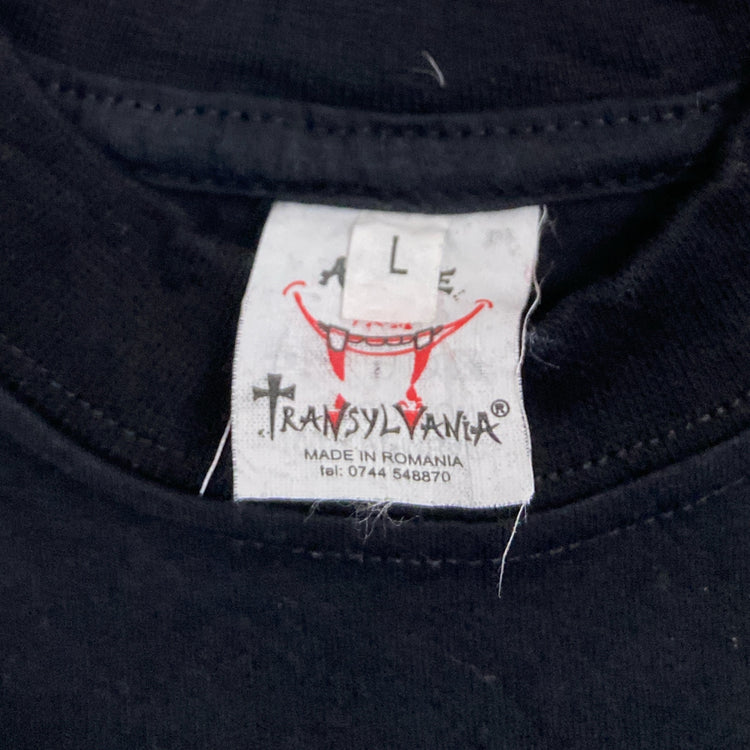 L
TRANSYLVANIA®
MADE IN ROMANIA
tel: 0744 548870